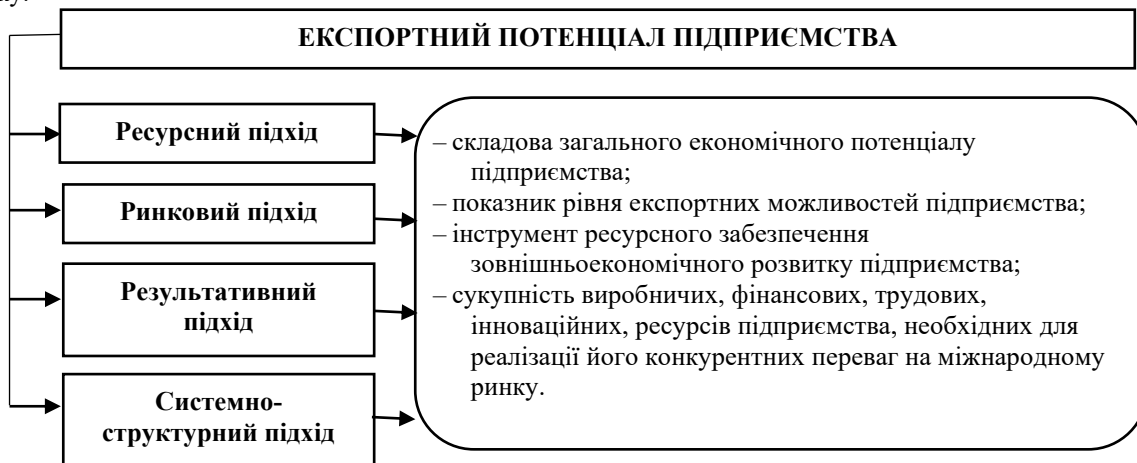 ЕКСПОРТНИЙ ПОТЕНЦІАЛ ПІДПРИЄМСТВА
Ресурсний підхід
Ринковий підхід
Результативний
підхід
Системно-
структурний підхід
– складова загального економічного потенціалу
підприємства;
– показник рівня експортних можливостей підприємства;
– інструмент ресурсного забезпечення
зовнішньоекономічного розвитку підприємства;
– сукупність виробничих, фінансових, трудових,
інноваційних, ресурсів підприємства, необхідних для
реалізації його конкурентних переваг на міжнародному
ринку.